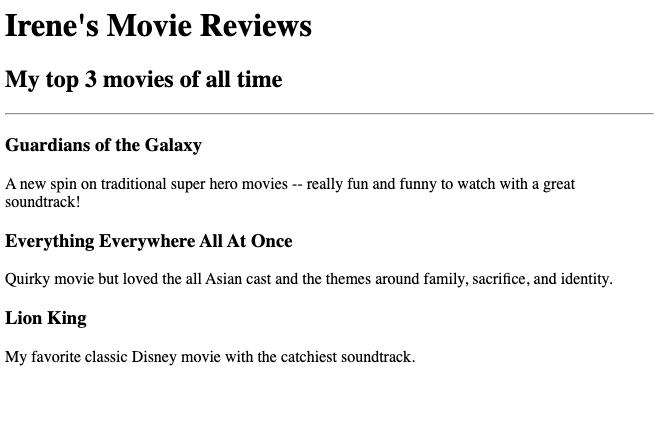 Irene's Movie Reviews
My top 3 movies of all time
Guardians of the Galaxy
A new spin on traditional super hero movies -- really fun and funny to watch with a great
soundtrack!
Everything Everywhere All At Once
Quirky movie but loved the all Asian cast and the themes around family, sacrifice, and identity.
Lion King
My favorite classic Disney movie with the catchiest soundtrack.